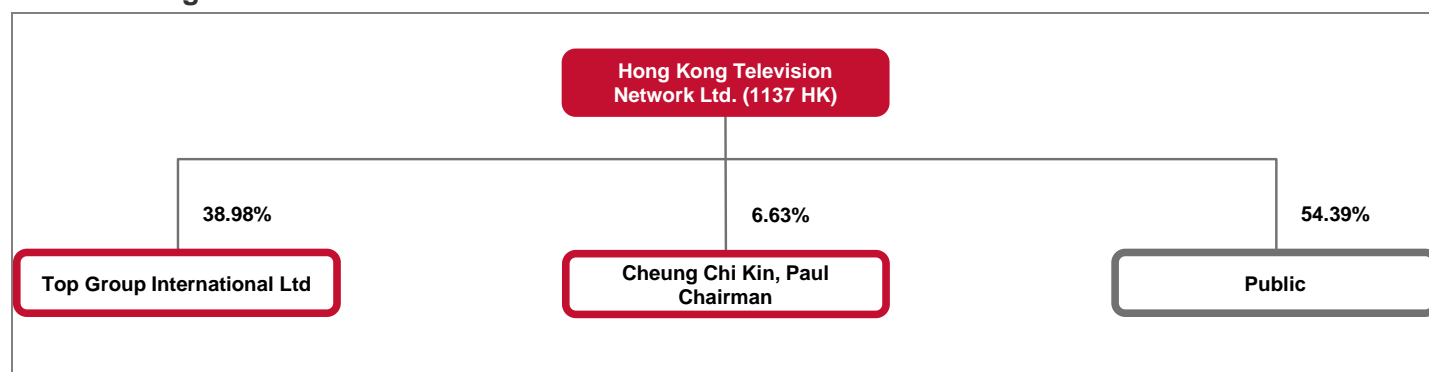 Hong Kong Television
Network Ltd. (1137 HK)
38.98%
6.63%
54.39%
Top Group International Ltd
Cheung Chi Kin, Paul
Chairman
Public